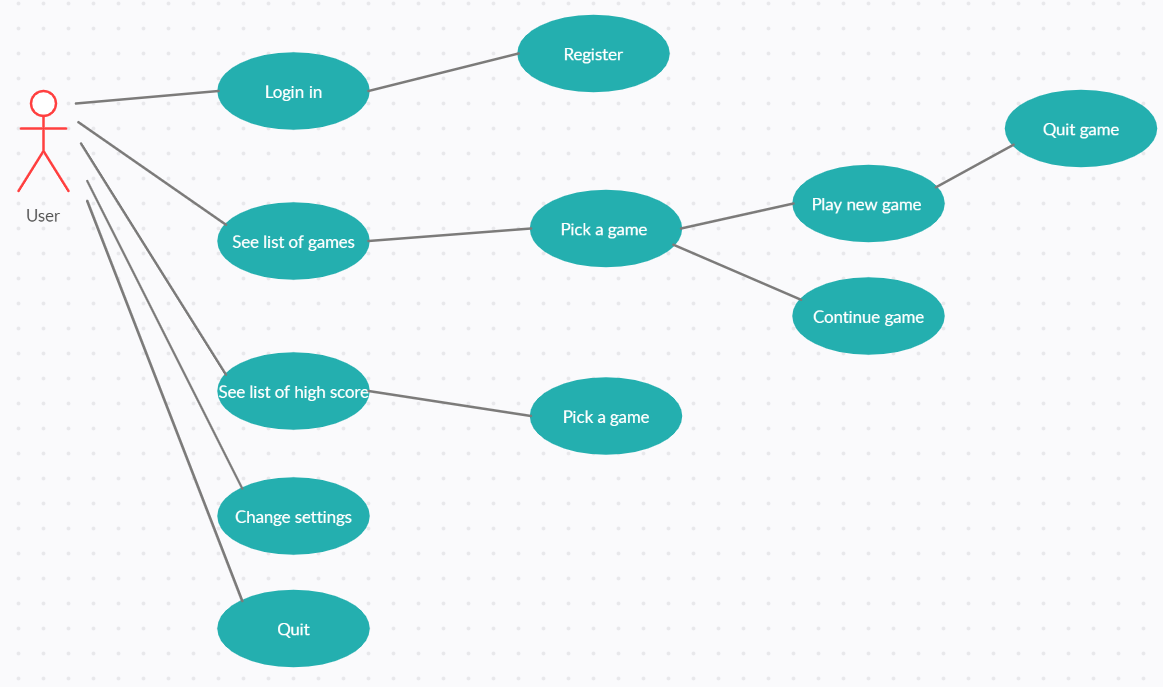 Register
Login in
Quit game
Play new game
User
Pick a game
See list of games
Continue game
See list of high score
Pick a game
Change settings
Quit